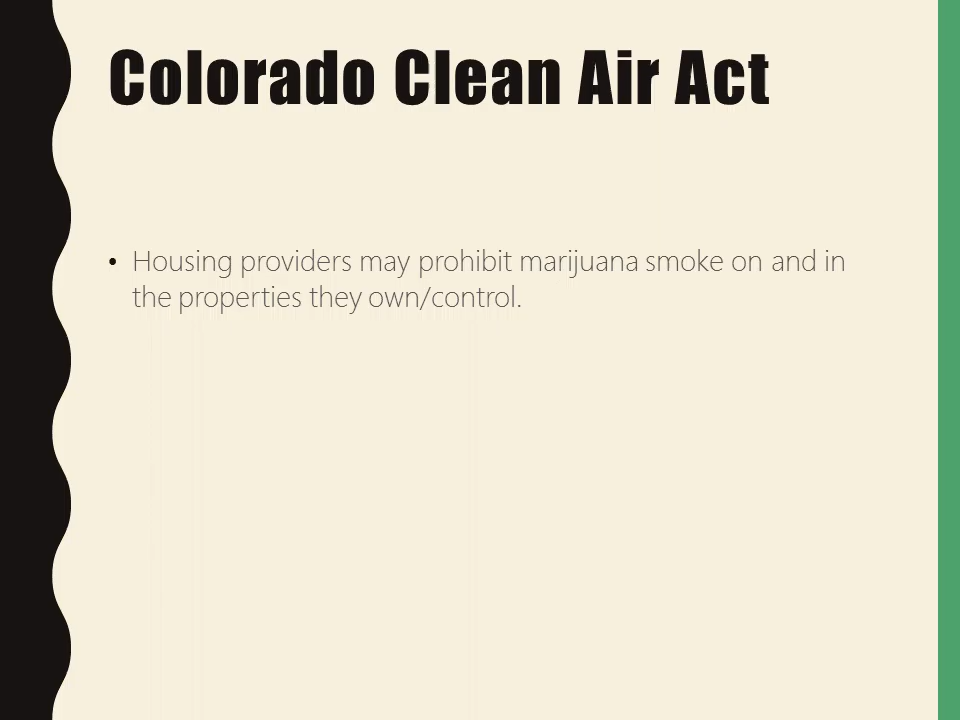 Colorado Clean Air Act
• Housing providers may prohibit marijuana smoke on and in
the properties they own/control.